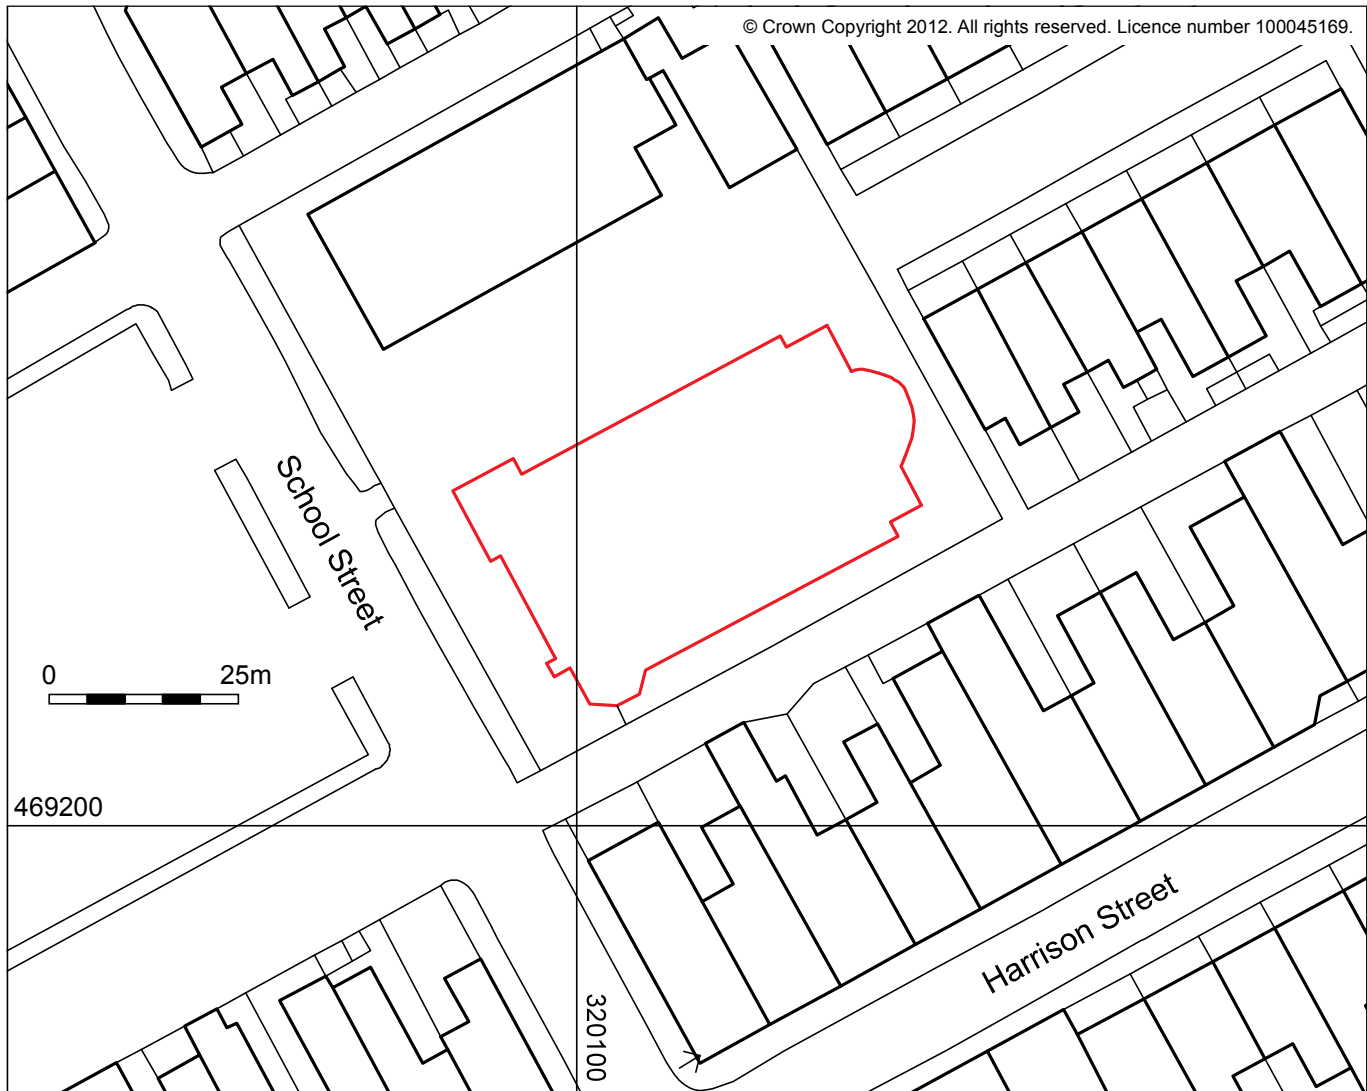 © Crown Copyright 2012. All rights reserved. Licence number 100045169.
School Street
0 25m
469200
Harrison Street
320100